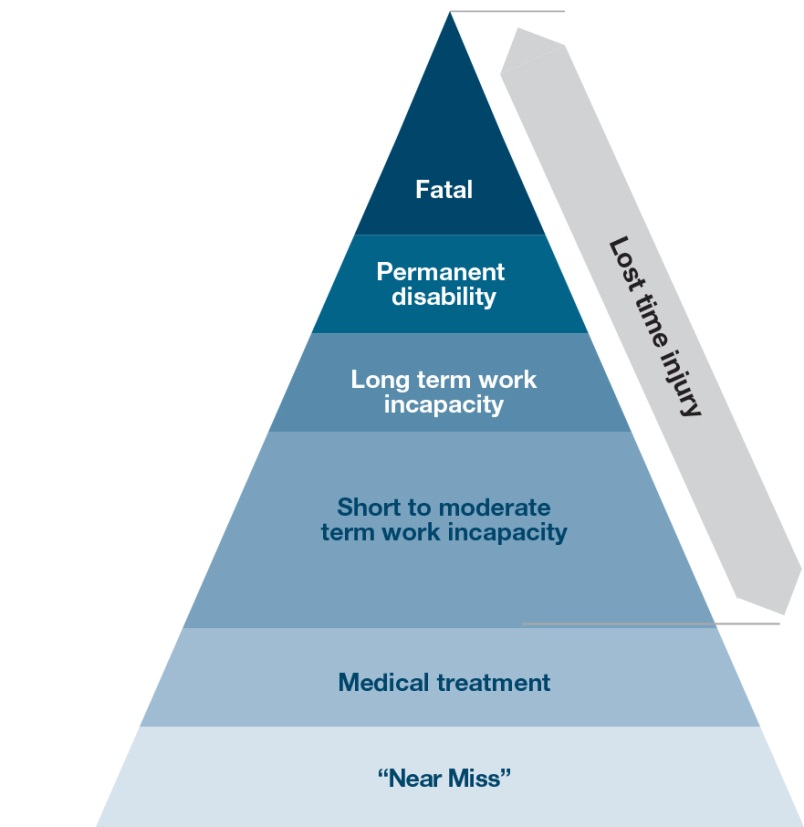 Fatal
Permanent
disability
Long term work
incapacity
Short to moderate
term work incapacity
Medical treatment
“Near Miss”
Lost time injury